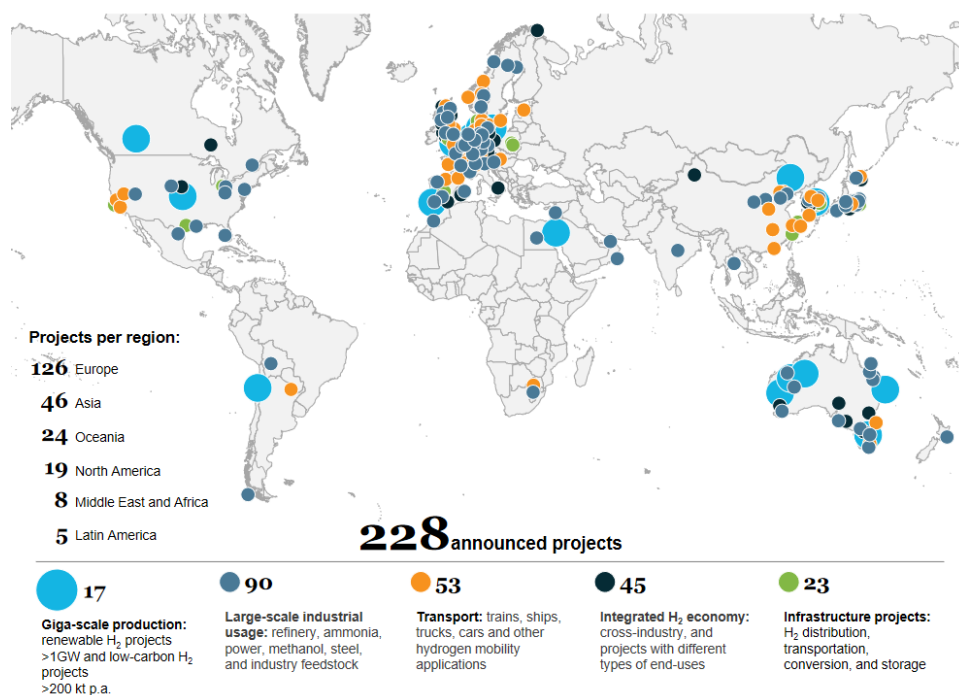 Projects per region:
126 Europe
46 Asia
24 Oceania
19 North America
8 Middle East and Africa
5 Latin America
228 announced projects
17
Giga-scale production:
renewable H₂ projects
>1GW and low-carbon H₂
projects
>200 kt p.a.
90
Large-scale industrial
usage: refinery, ammonia,
power, methanol, steel,
and industry feedstock
53
Transport: trains, ships,
trucks, cars and other
hydrogen mobility
applications
45
Integrated H₂ economy:
cross-industry, and
projects with different
types of end-uses
23
Infrastructure projects:
H₂ distribution,
transportation,
conversion, and storage